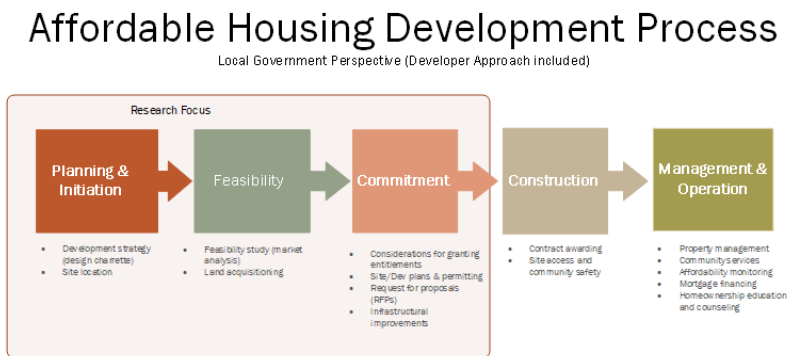 Affordable Housing Development Process
Local Government Perspective (Developer Approach included)
Research Focus
Planning &
Initiation
Feasibility
Commitment
Construction
Management &
Operation
• Development strategy
(design charrette)
• Site location
• Feasibility study (market
analysis)
• Land acquisitioning
• Considerations for granting
entitlements
• Site/Dev plans & permitting
• Request for proposals
(RFPs)
• Infrastructural
improvements
• Contract awarding
• Site access and
community safety
• Property management
• Community services
• Affordability monitoring
• Mortgage financing
• Homeownership education
and counseling